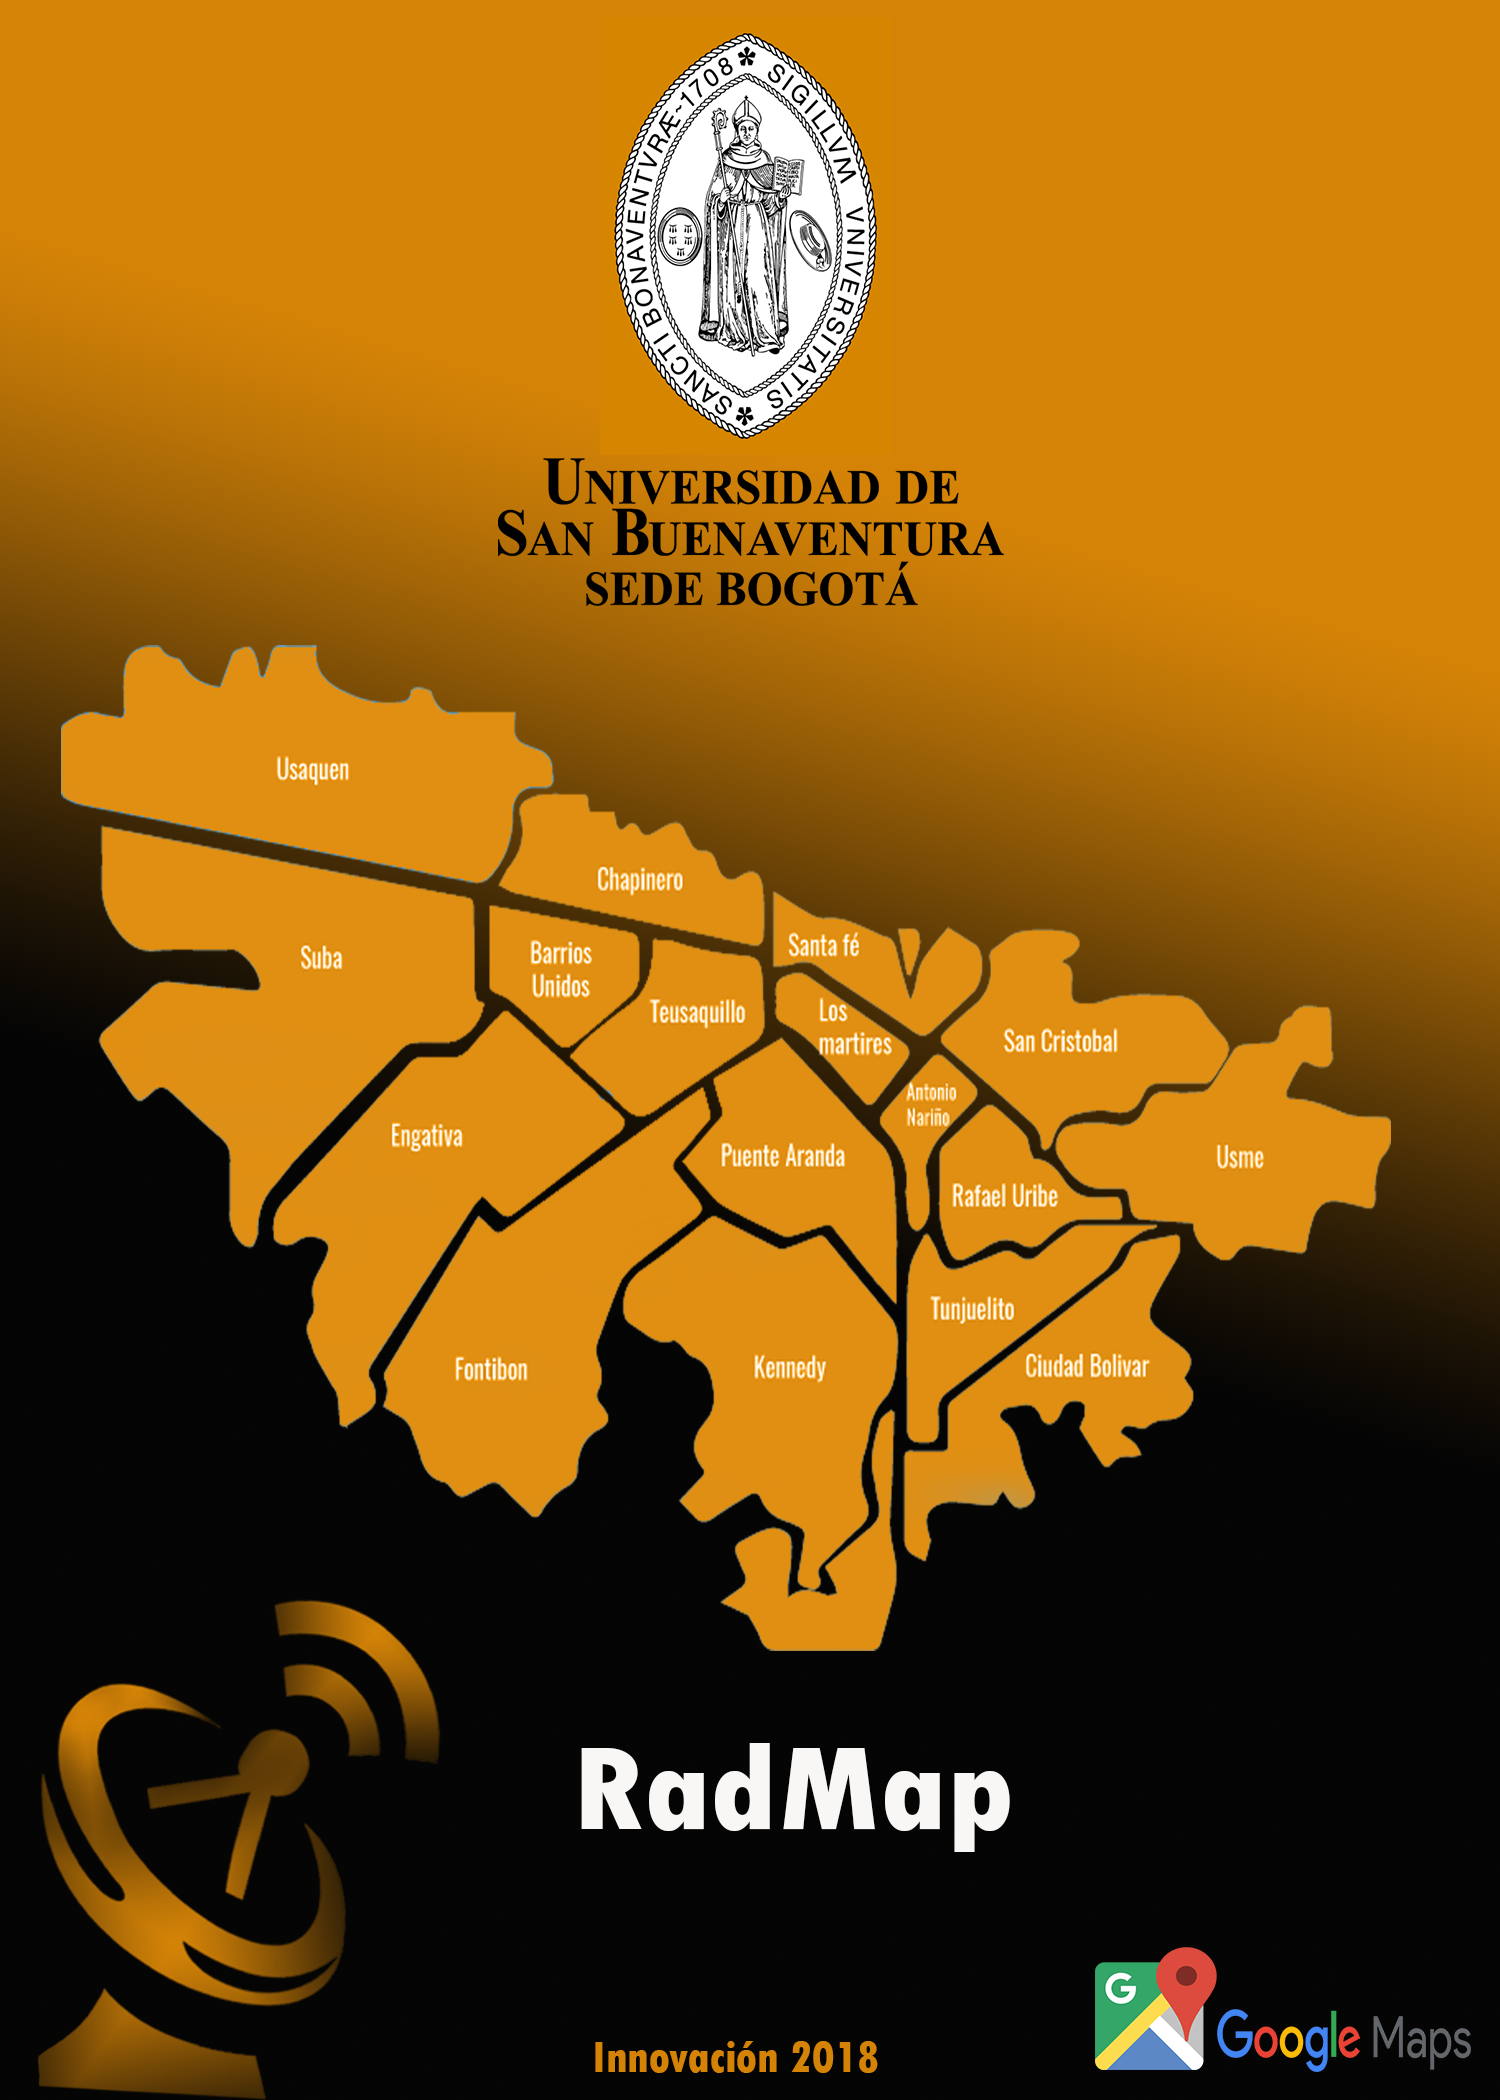 SIGILLVM VNIVERSITATIS
SANCTI BONAVENTVRÆ~1708
UNIVERSIDAD DE
SAN BUENAVENTURA
SEDE BOGOTÁ
Usaquen
Chapinero
Santa fé
Suba
Barrios
Unidos
Teusaquillo
Los
martires
San Cristobal
Antonio
Nariño
Engativa
Puente Aranda
Usme
Rafael Uribe
Tunjuelito
Fontibon
Kennedy
Ciudad Bolivar
RadMap
G
Google Maps
Innovación 2018